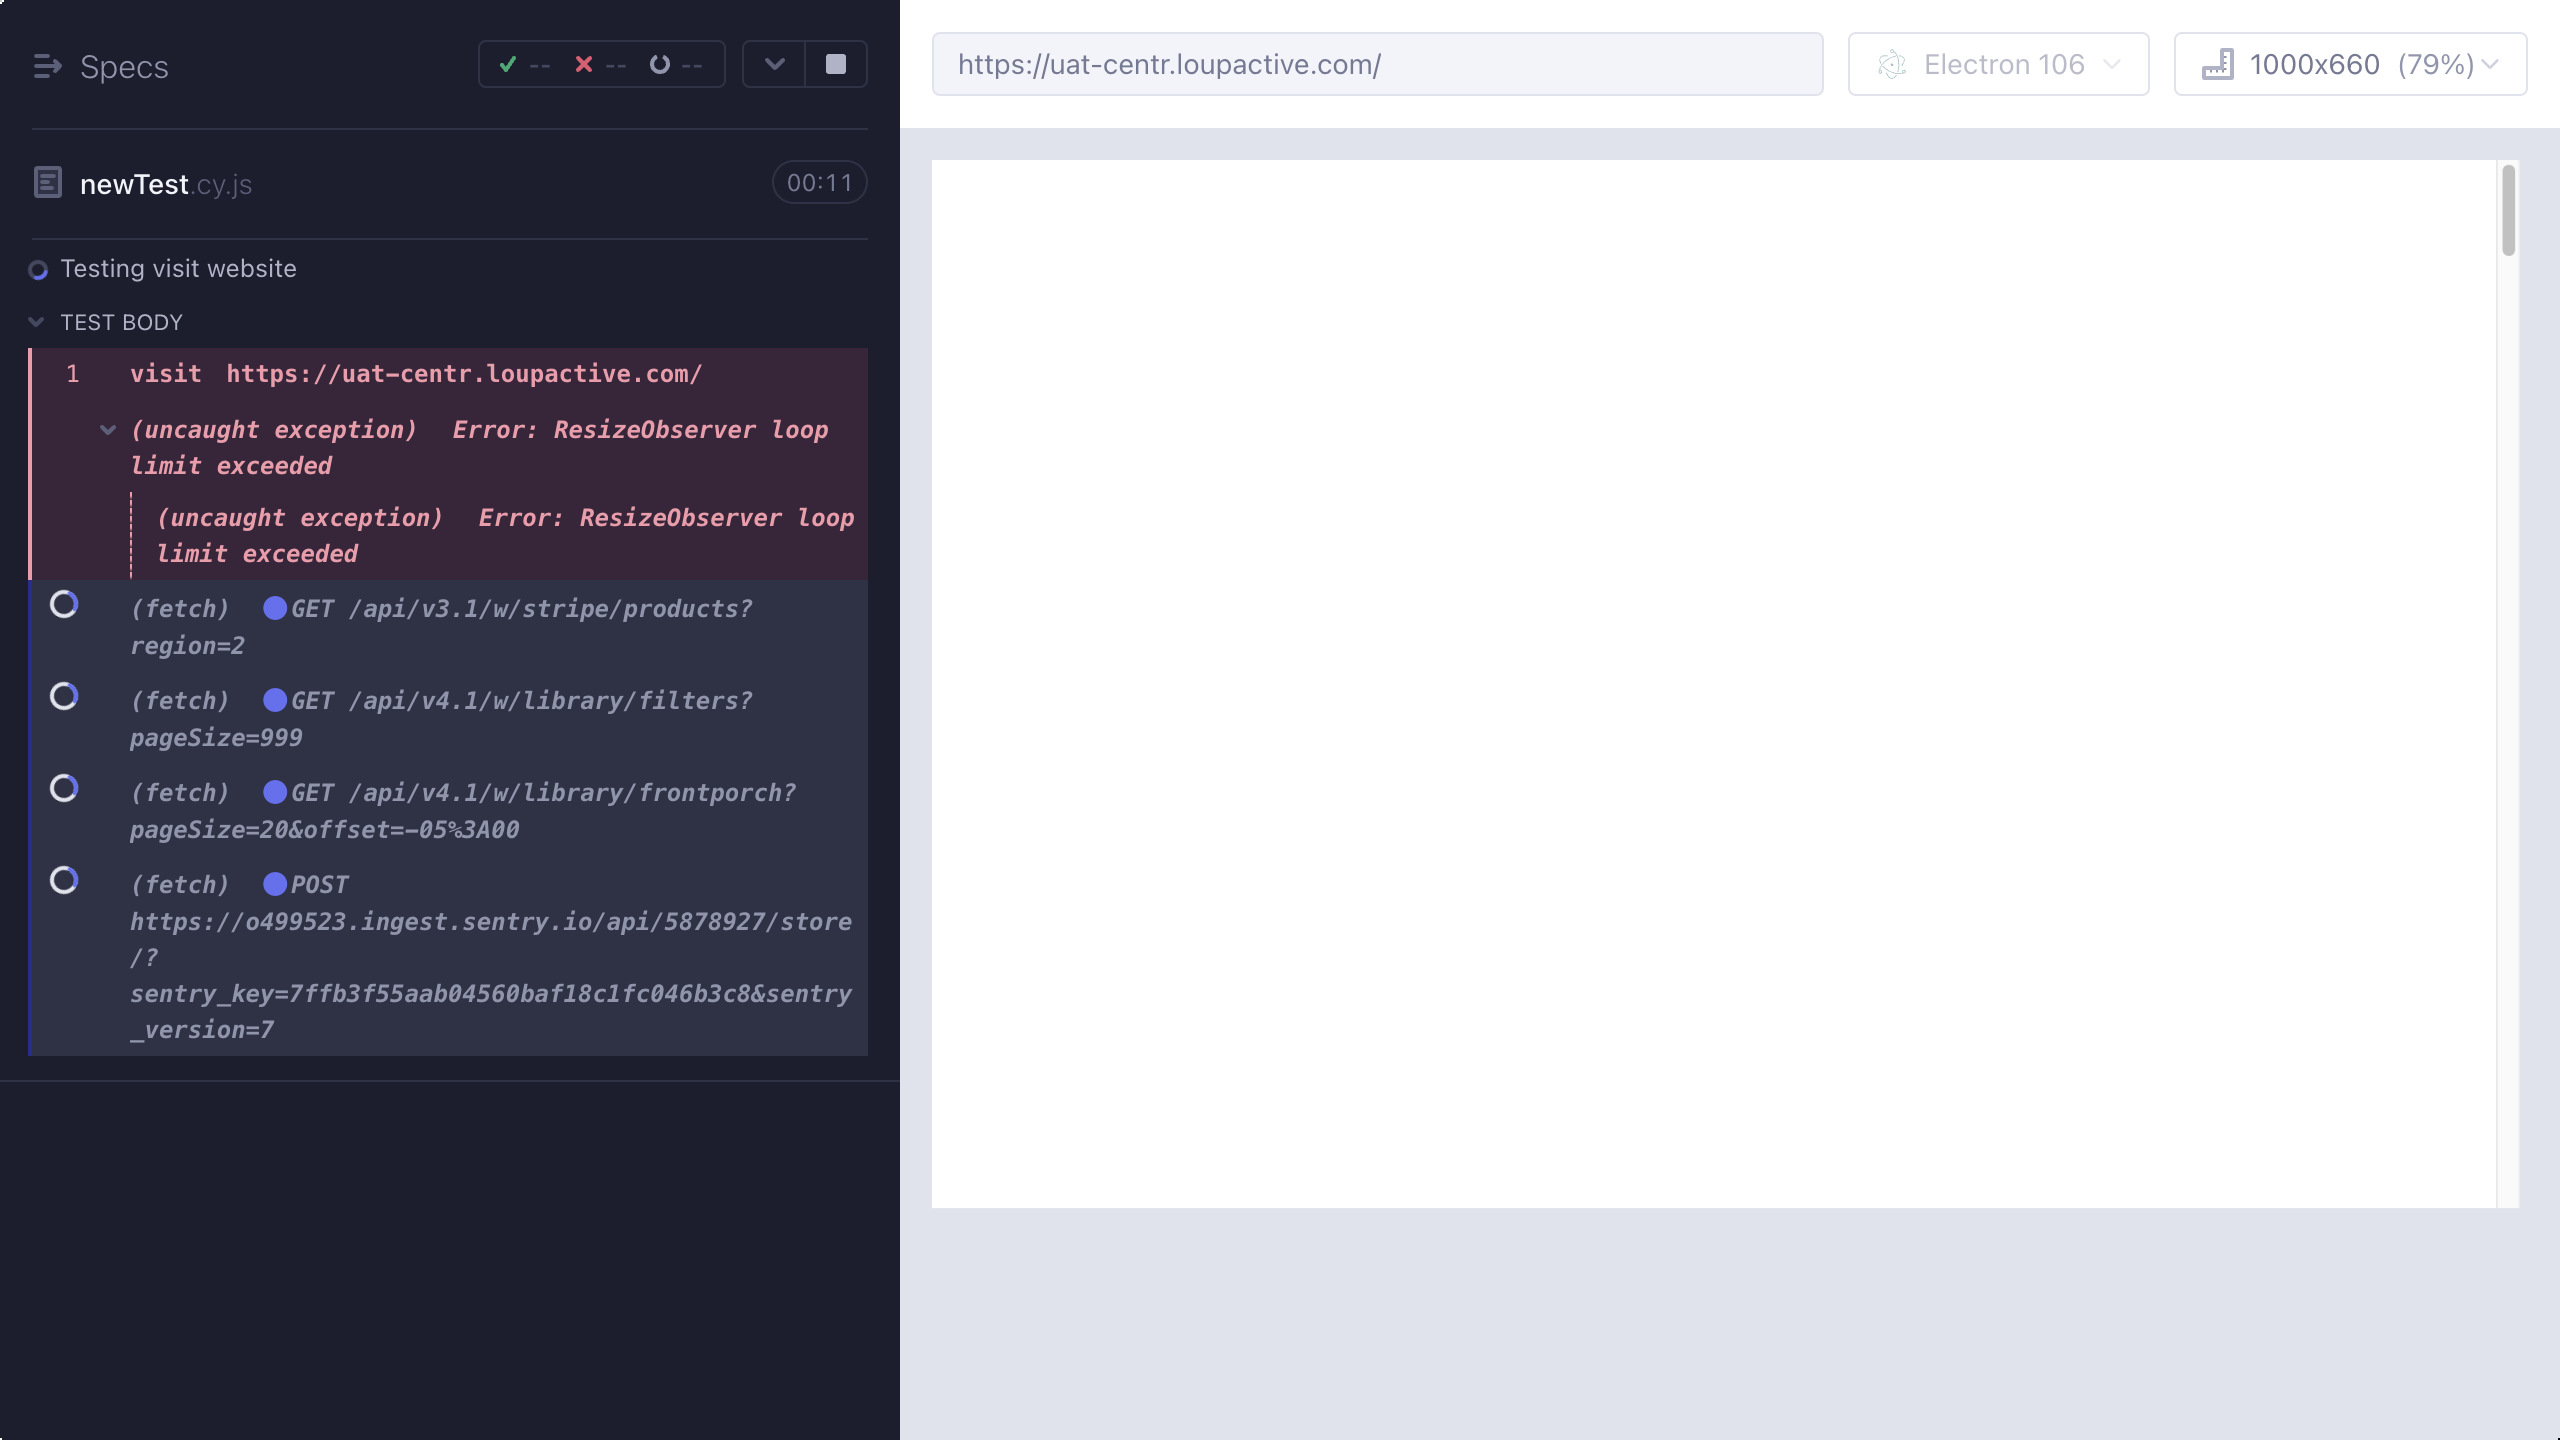 Specs
-- -- --
https://uat-centr.loupactive.com/
Electron 106
1000x660 (79%)
newTest.cy.js
00:11
Testing visit website
TEST BODY
1 visit https://uat-centr.loupactive.com/
(uncaught exception) Error: ResizeObserver loop
limit exceeded
(uncaught exception) Error: ResizeObserver loop
limit exceeded
(fetch) GET /api/v3.1/w/stripe/products?
region=2
(fetch) GET /api/v4.1/w/library/filters?
pageSize=999
(fetch) GET /api/v4.1/w/library/frontporch?
pageSize=20&offset=-05%3A00
(fetch) POST
https://o499523.ingest.sentry.io/api/5878927/store
/?
sentry_key=7ffb3f55aab04560baf18c1fc046b3c8&sentry
_version=7